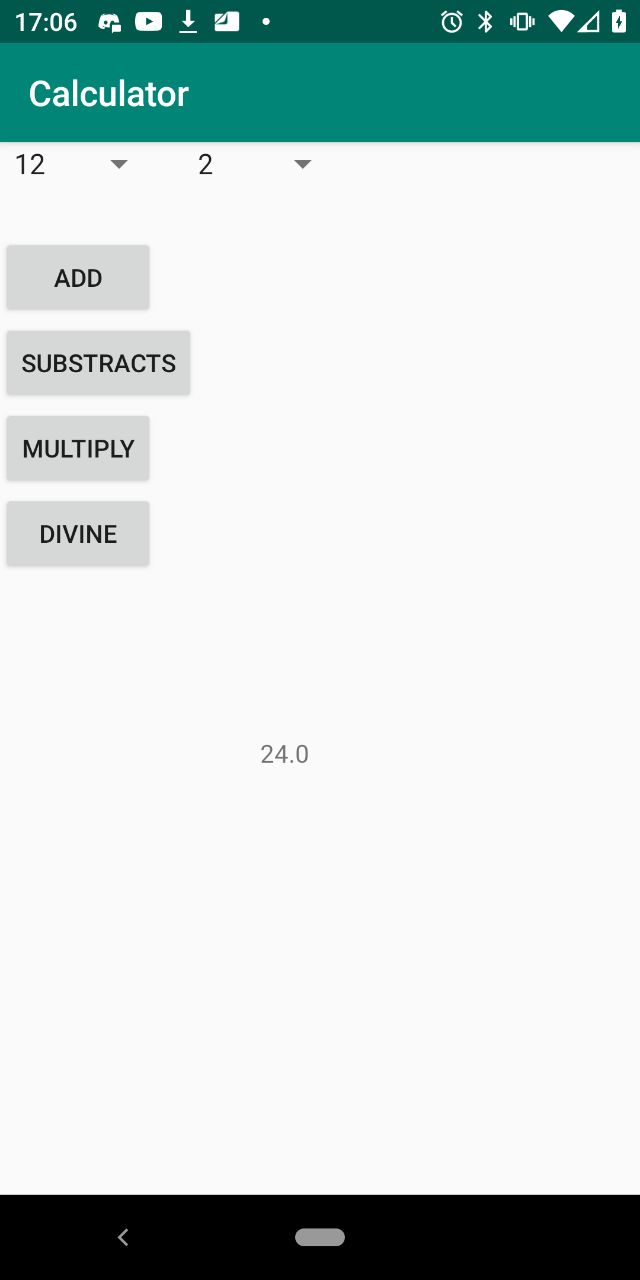 17:06
Calculator
12 2
ADD
SUBSTRACTS
MULTIPLY
DIVINE
24.0